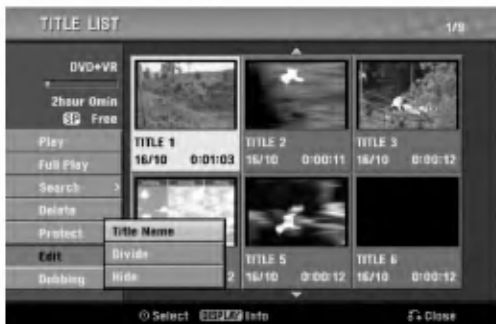 TITLE LIST
1/9
DVD+VR
2hour 0min
SP Free
Play
Full Play
Search >
Delete
Protect
Edit
Dubbing
Title Name
Divide
Hide
TITLE 1
16/10 0:01:03
TITLE 2
16/10 0:00:11
TITLE 3
16/10 0:00:12
2
TITLE 5
16/10 0:00:12
TITLE 6
16/10 0:00:12
Select DISPLAY Info
Close